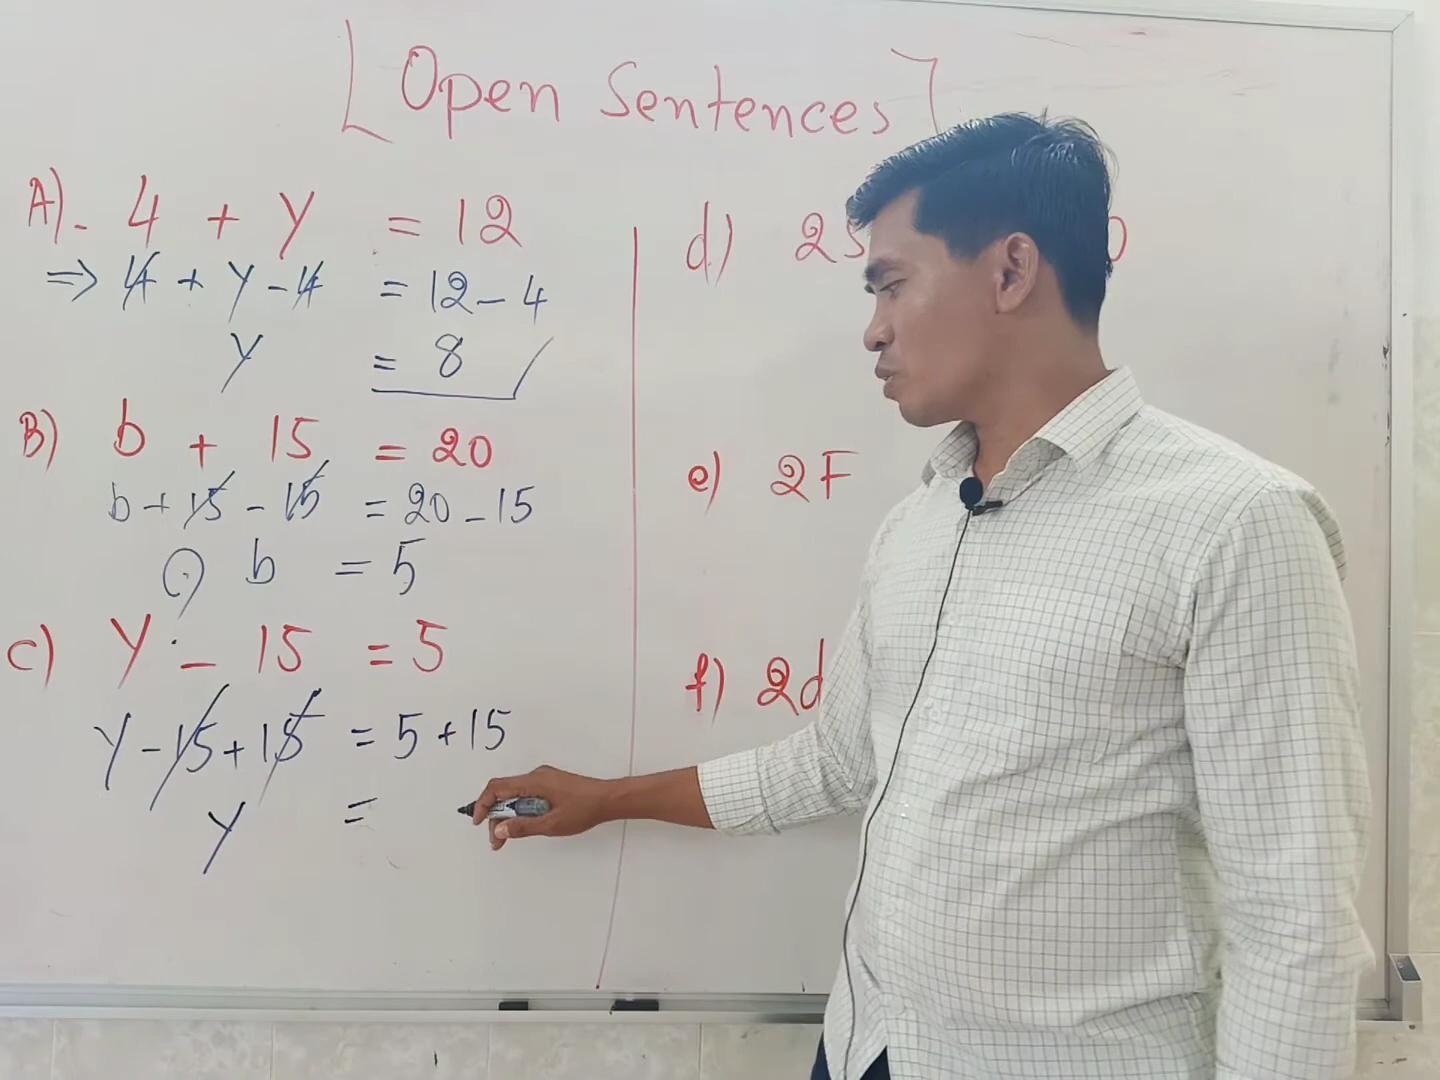 [Open Sentences]
A)- 4 + y = 12
=> 4 + y - 4 = 12 - 4
y = 8
B) b + 15 = 20
b + 15 - 15 = 20 - 15
b = 5
C) y - 15 = 5
y - 15 + 15 = 5 + 15
y =
d)
e) 2F
f) 2d